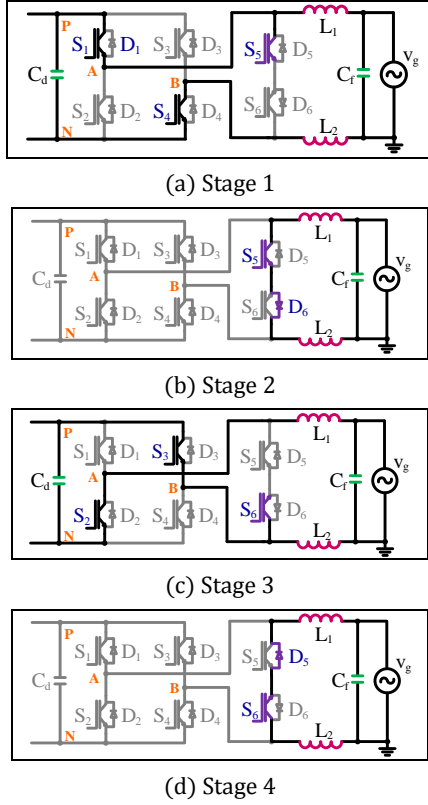 P
S1 D1 S3 D3
L1
Cd A B S5 D5 Cf vg
S2 D2 S4 D4 S6 D6
N L2
(a) Stage 1
P
S1 D1 S3 D3
L1
Cd A B S5 D5 Cf vg
S2 D2 S4 D4 S6 D6
N L2
(b) Stage 2
P
S1 D1 S3 D3
L1
Cd A B S5 D5 Cf vg
S2 D2 S4 D4 S6 D6
N L2
(c) Stage 3
P
S1 D1 S3 D3
L1
Cd A B S5 D5 Cf vg
S2 D2 S4 D4 S6 D6
N L2
(d) Stage 4